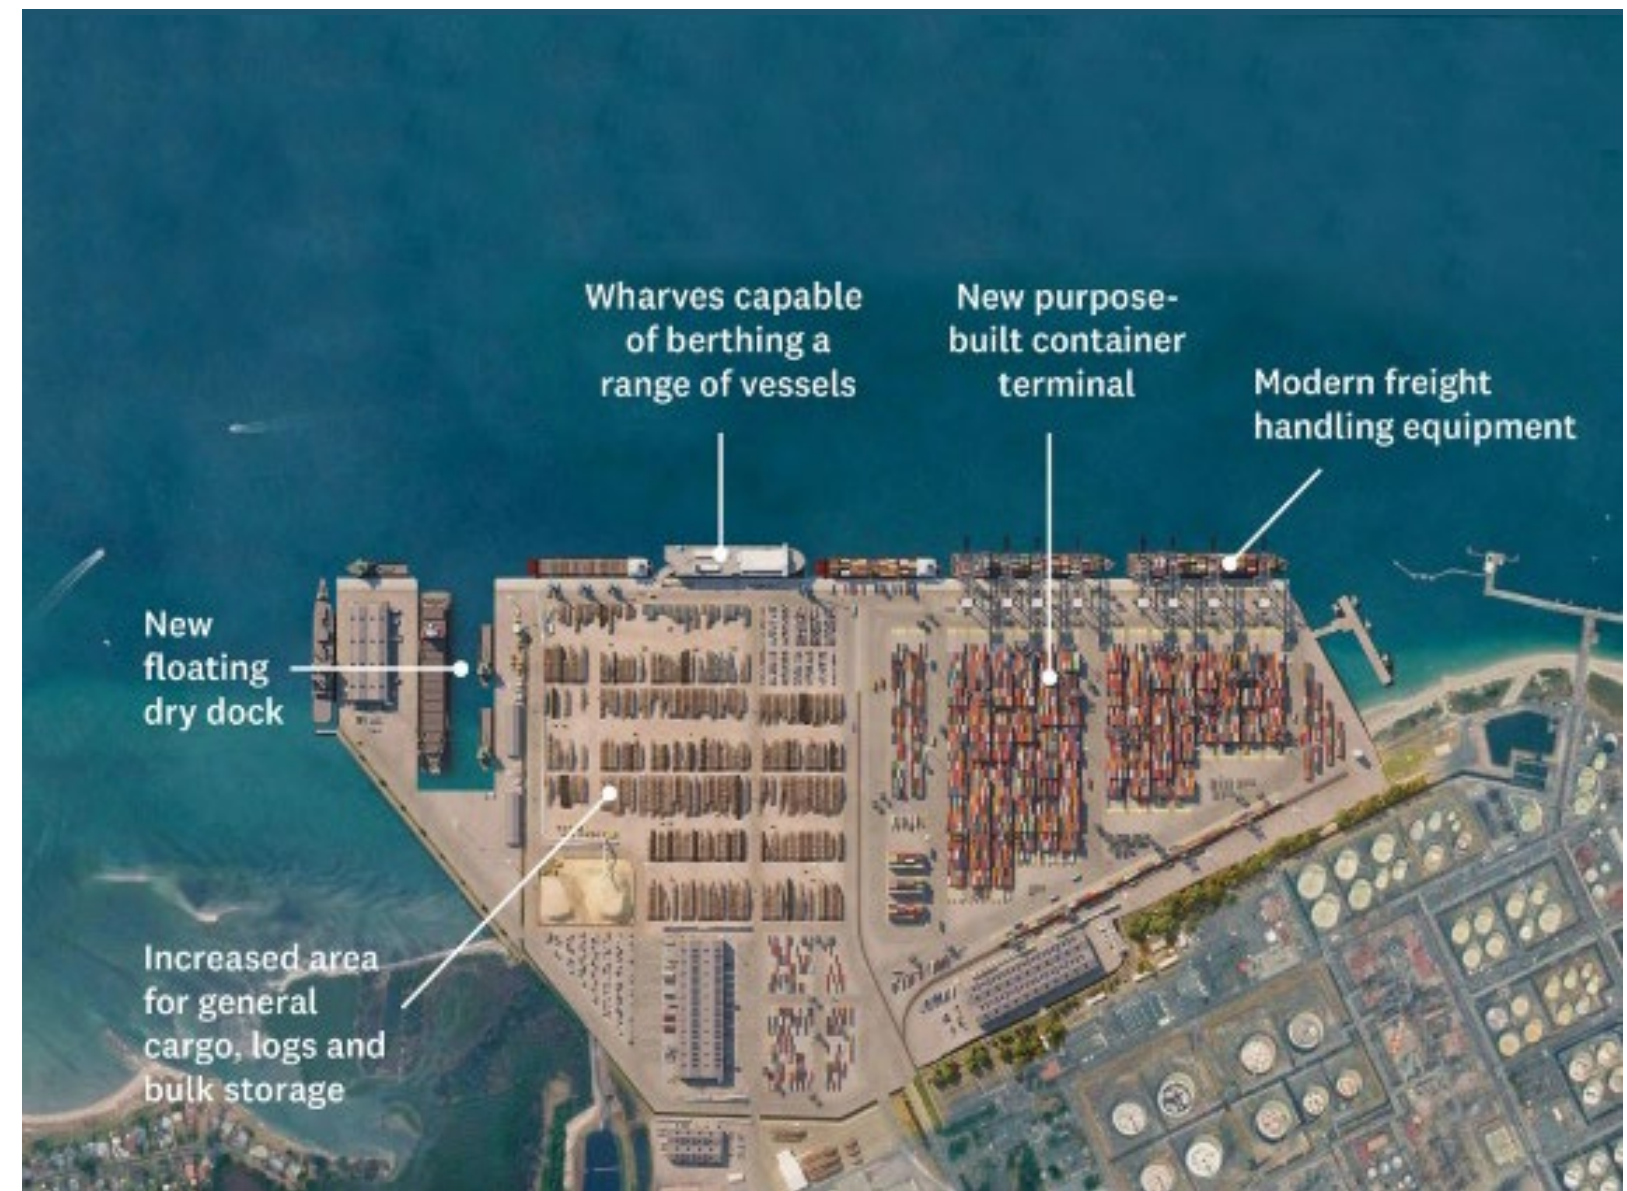 Wharves capable
of berthing a
range of vessels
New purpose-
built container
terminal
Modern freight
handling equipment
New
floating
dry dock
Increased area
for general
cargo, logs and
bulk storage